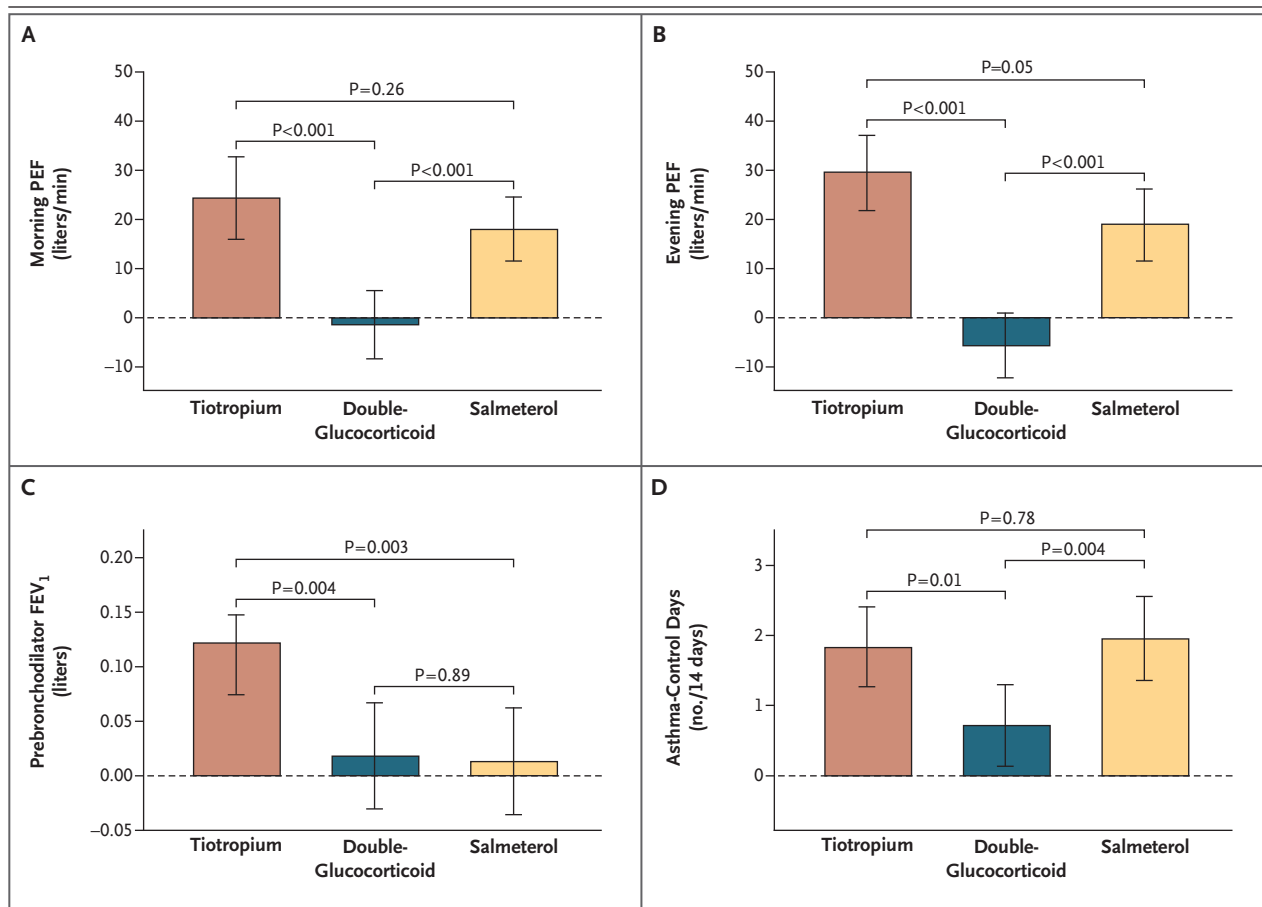 A
Morning PEF
(liters/min)
50
40
30
20
10
0
−10
P=0.26
P<0.001
P<0.001
Tiotropium
Double-
Glucocorticoid
Salmeterol
B
Evening PEF
(liters/min)
50
40
30
20
10
0
−10
P=0.05
P<0.001
P<0.001
Tiotropium
Double-
Glucocorticoid
Salmeterol
C
Prebronchodilator FEV1
(liters)
0.20
0.15
0.10
0.05
0.00
−0.05
P=0.003
P=0.004
P=0.89
Tiotropium
Double-
Glucocorticoid
Salmeterol
D
Asthma-Control Days
(no./14 days)
3
2
1
0
P=0.78
P=0.004
P=0.01
Tiotropium
Double-
Glucocorticoid
Salmeterol